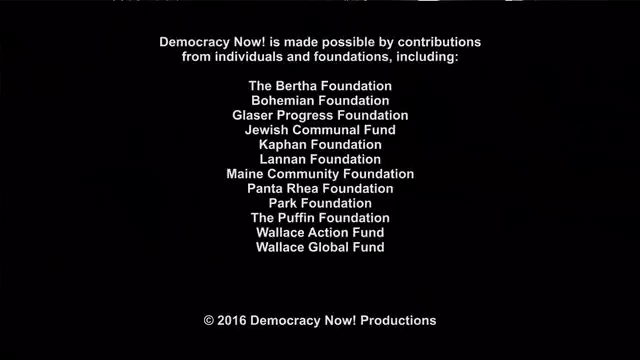 Democracy Now! is made possible by contributions
from individuals and foundations, including:
The Bertha Foundation
Bohemian Foundation
Glaser Progress Foundation
Jewish Communal Fund
Kaphan Foundation
Lannan Foundation
Maine Community Foundation
Panta Rhea Foundation
Park Foundation
The Puffin Foundation
Wallace Action Fund
Wallace Global Fund
© 2016 Democracy Now! Productions